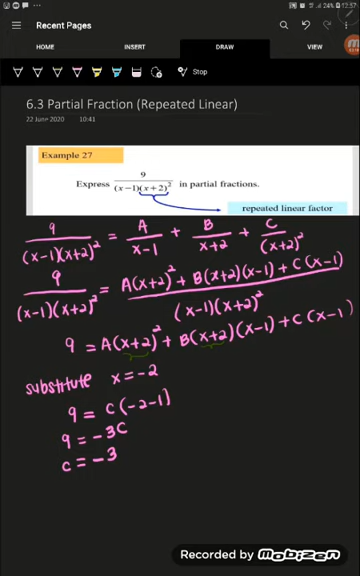 12:57
24%
Recent Pages
HOME INSERT DRAW VIEW
Stop
6.3 Partial Fraction (Repeated Linear)
22 June 2020 10:41
Example 27
Express 9/((x−1)(x+2)²) in partial fractions.
repeated linear factor
9/((x−1)(x+2)²) = A/(x−1) + B/(x+2) + C/(x+2)²
9/((x−1)(x+2)²) = (A(x+2)² + B(x+2)(x−1) + C(x−1))/((x−1)(x+2)²)
9 = A(x+2)² + B(x+2)(x−1) + C(x−1)
substitute x = −2
9 = C(−2−1)
9 = −3C
C = −3
Recorded by mobizen